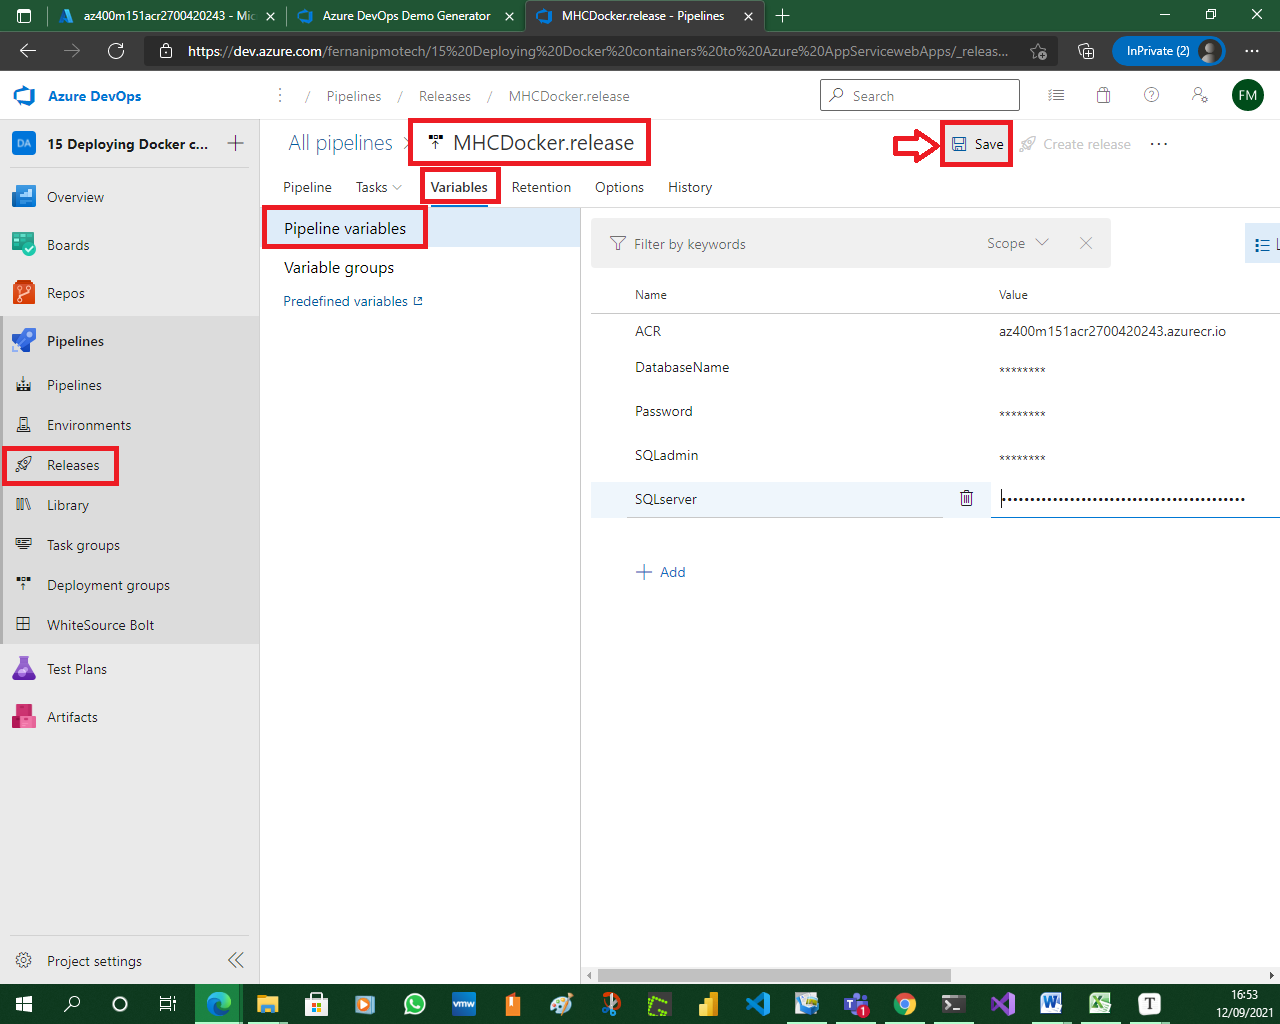 az400m151acr2700420243 - Mic
Azure DevOps Demo Generator
MHCDocker.release - Pipelines
https://dev.azure.com/fernanipmotech/15%20Deploying%20Docker%20containers%20to%20Azure%20AppServicewebApps/_releas...
InPrivate (2)
Azure DevOps
/ Pipelines / Releases / MHCDocker.release
Search
FM
DA
15 Deploying Docker c...
All pipelines > MHCDocker.release
Save
Create release
Pipeline
Tasks
Variables
Retention
Options
History
Overview
Boards
Repos
Pipelines
Pipelines
Environments
Releases
Library
Task groups
Deployment groups
WhiteSource Bolt
Test Plans
Artifacts
Project settings
Pipeline variables
Variable groups
Predefined variables
Filter by keywords
Scope
Name
Value
ACR
az400m151acr2700420243.azurecr.io
DatabaseName
********
Password
********
SQLadmin
********
SQLserver
Add
vmw
1
T
16:53
12/09/2021